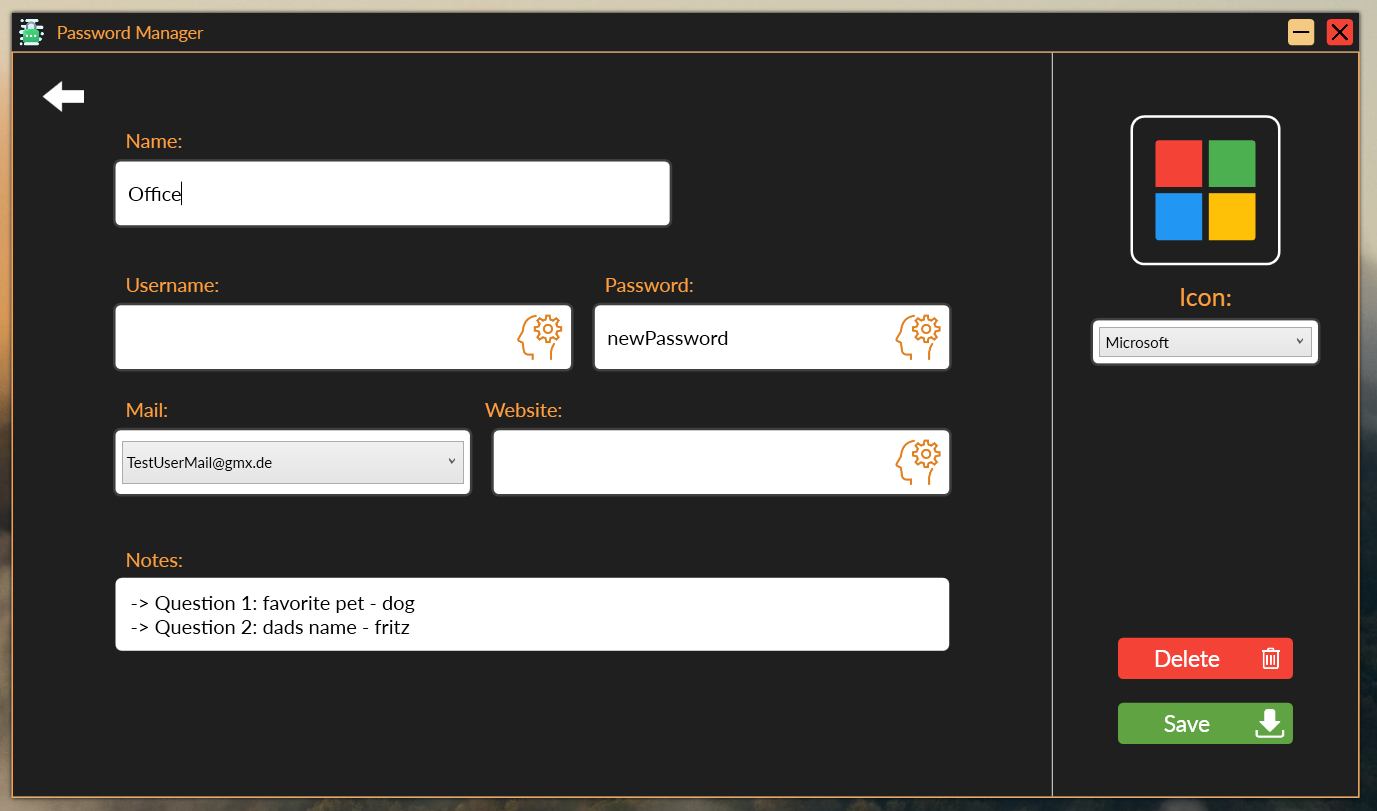 Password Manager
Name:
Office
Username:
Password:
newPassword
Mail:
Website:
TestUserMail@gmx.de
Notes:
-> Question 1: favorite pet - dog
-> Question 2: dads name - fritz
Icon:
Microsoft
Delete
Save